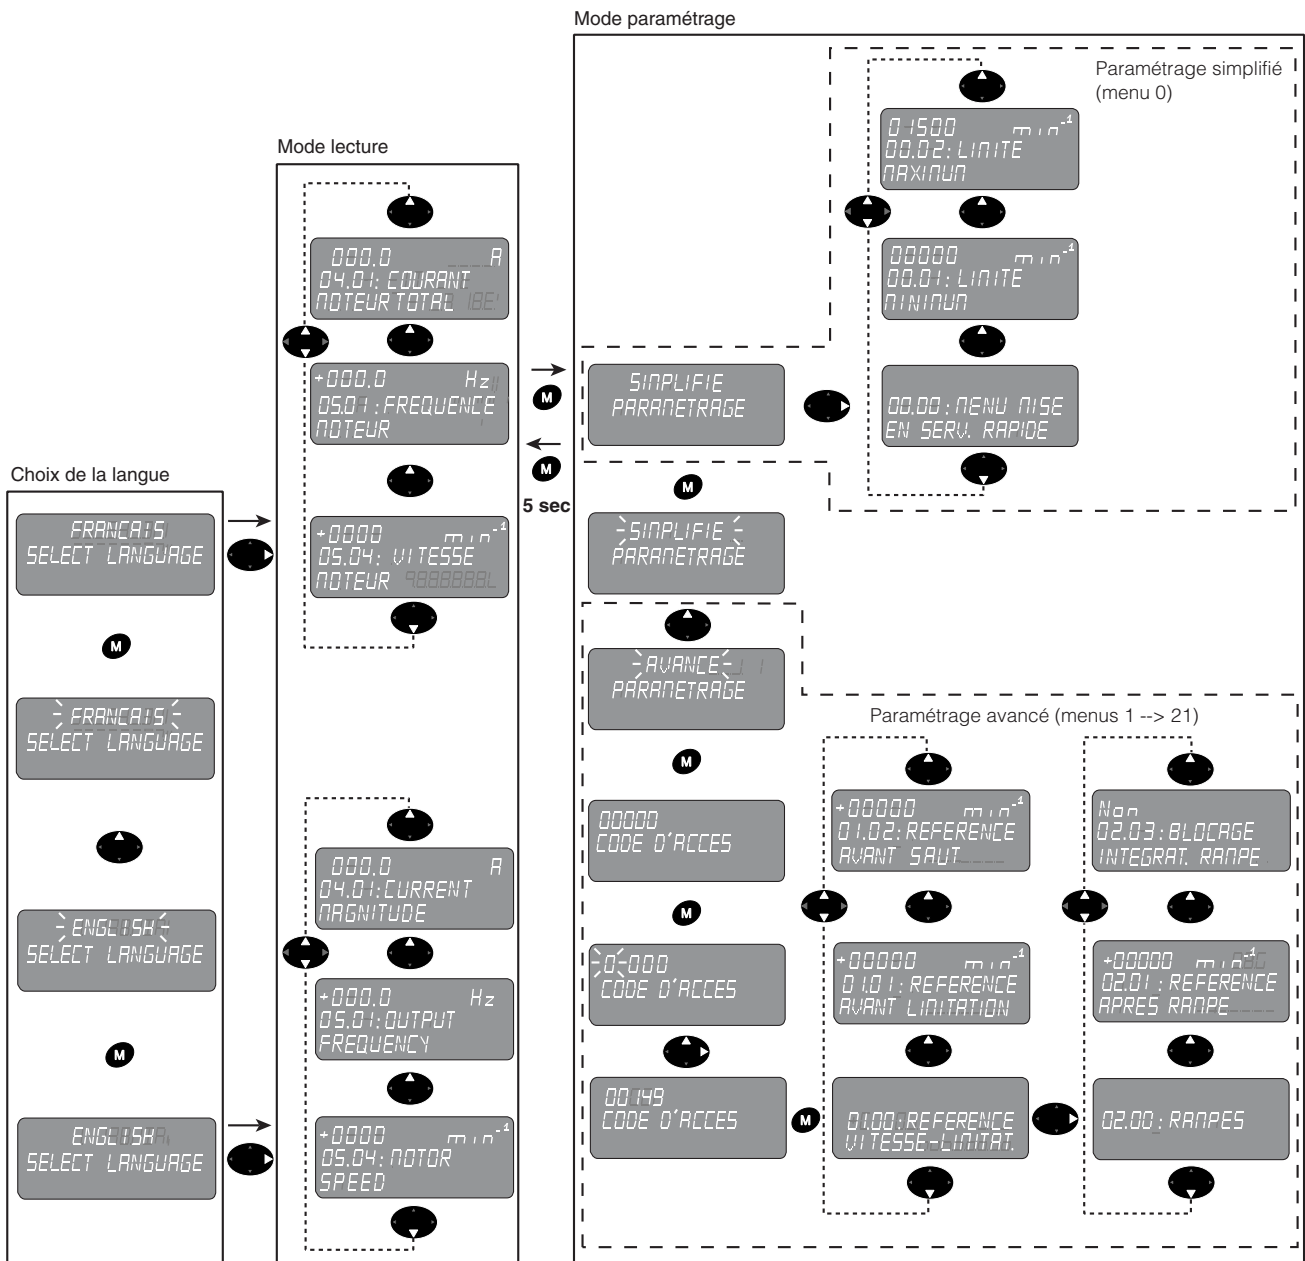 Mode paramétrage
Paramétrage simplifié
(menu 0)
01500 min-1
00.02: LIMITE
MAXIMUM
00000 min-1
00.01: LIMITE
MINIMUM
00.00: MENU MISE
EN SERV. RAPIDE
SIMPLIFIE
PARAMETRAGE
M
M
5 sec
M
SIMPLIFIE
PARAMETRAGE
AVANCE
PARAMETRAGE
M
00000
CODE D'ACCES
M
0 000
CODE D'ACCES
00149
CODE D'ACCES
M
Paramétrage avancé (menus 1 --> 21)
+00000 min-1
01.02: REFERENCE
AVANT SAUT
+00000 min-1
01.01: REFERENCE
AVANT LIMITATION
01.00: REFERENCE
VITESSE-LIMITAT.
Non
02.03: BLOCAGE
INTEGRAT. RAMPE
+00000 min-1
02.01: REFERENCE
APRES RAMPE
02.00: RAMPES
Mode lecture
000.0 A
04.01: COURANT
MOTEUR TOTAL
+000.0 Hz
05.01: FREQUENCE
MOTEUR
+0000 min-1
05.04: VITESSE
MOTEUR
000.0 A
04.01: CURRENT
MAGNITUDE
+000.0 Hz
05.01: OUTPUT
FREQUENCY
+0000 min-1
05.04: MOTOR
SPEED
Choix de la langue
FRANCAIS
SELECT LANGUAGE
M
FRANCAIS
SELECT LANGUAGE
ENGLISH
SELECT LANGUAGE
M
ENGLISH
SELECT LANGUAGE